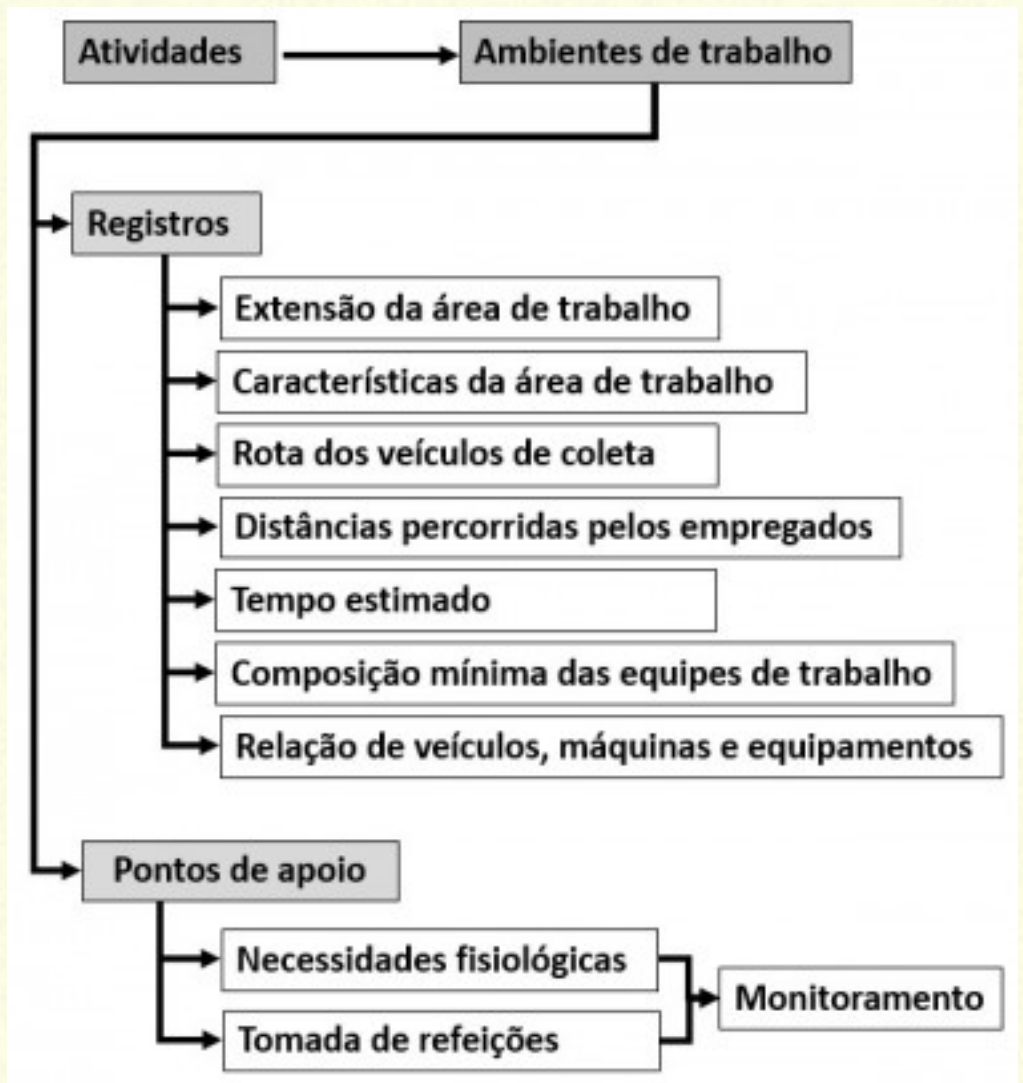 Atividades
Ambientes de trabalho
Registros
Extensão da área de trabalho
Características da área de trabalho
Rota dos veículos de coleta
Distâncias percorridas pelos empregados
Tempo estimado
Composição mínima das equipes de trabalho
Relação de veículos, máquinas e equipamentos
Pontos de apoio
Necessidades fisiológicas
Tomada de refeições
Monitoramento